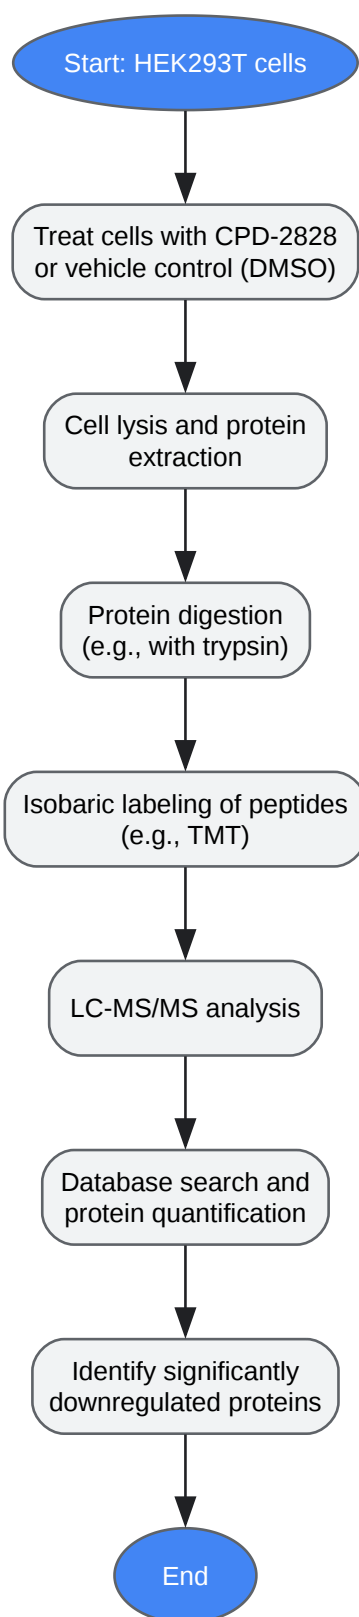 Start: HEK293T cells
Treat cells with CPD-2828
or vehicle control (DMSO)
Cell lysis and protein
extraction
Protein digestion
(e.g., with trypsin)
Isobaric labeling of peptides
(e.g., TMT)
LC-MS/MS analysis
Database search and
protein quantification
Identify significantly
downregulated proteins
End